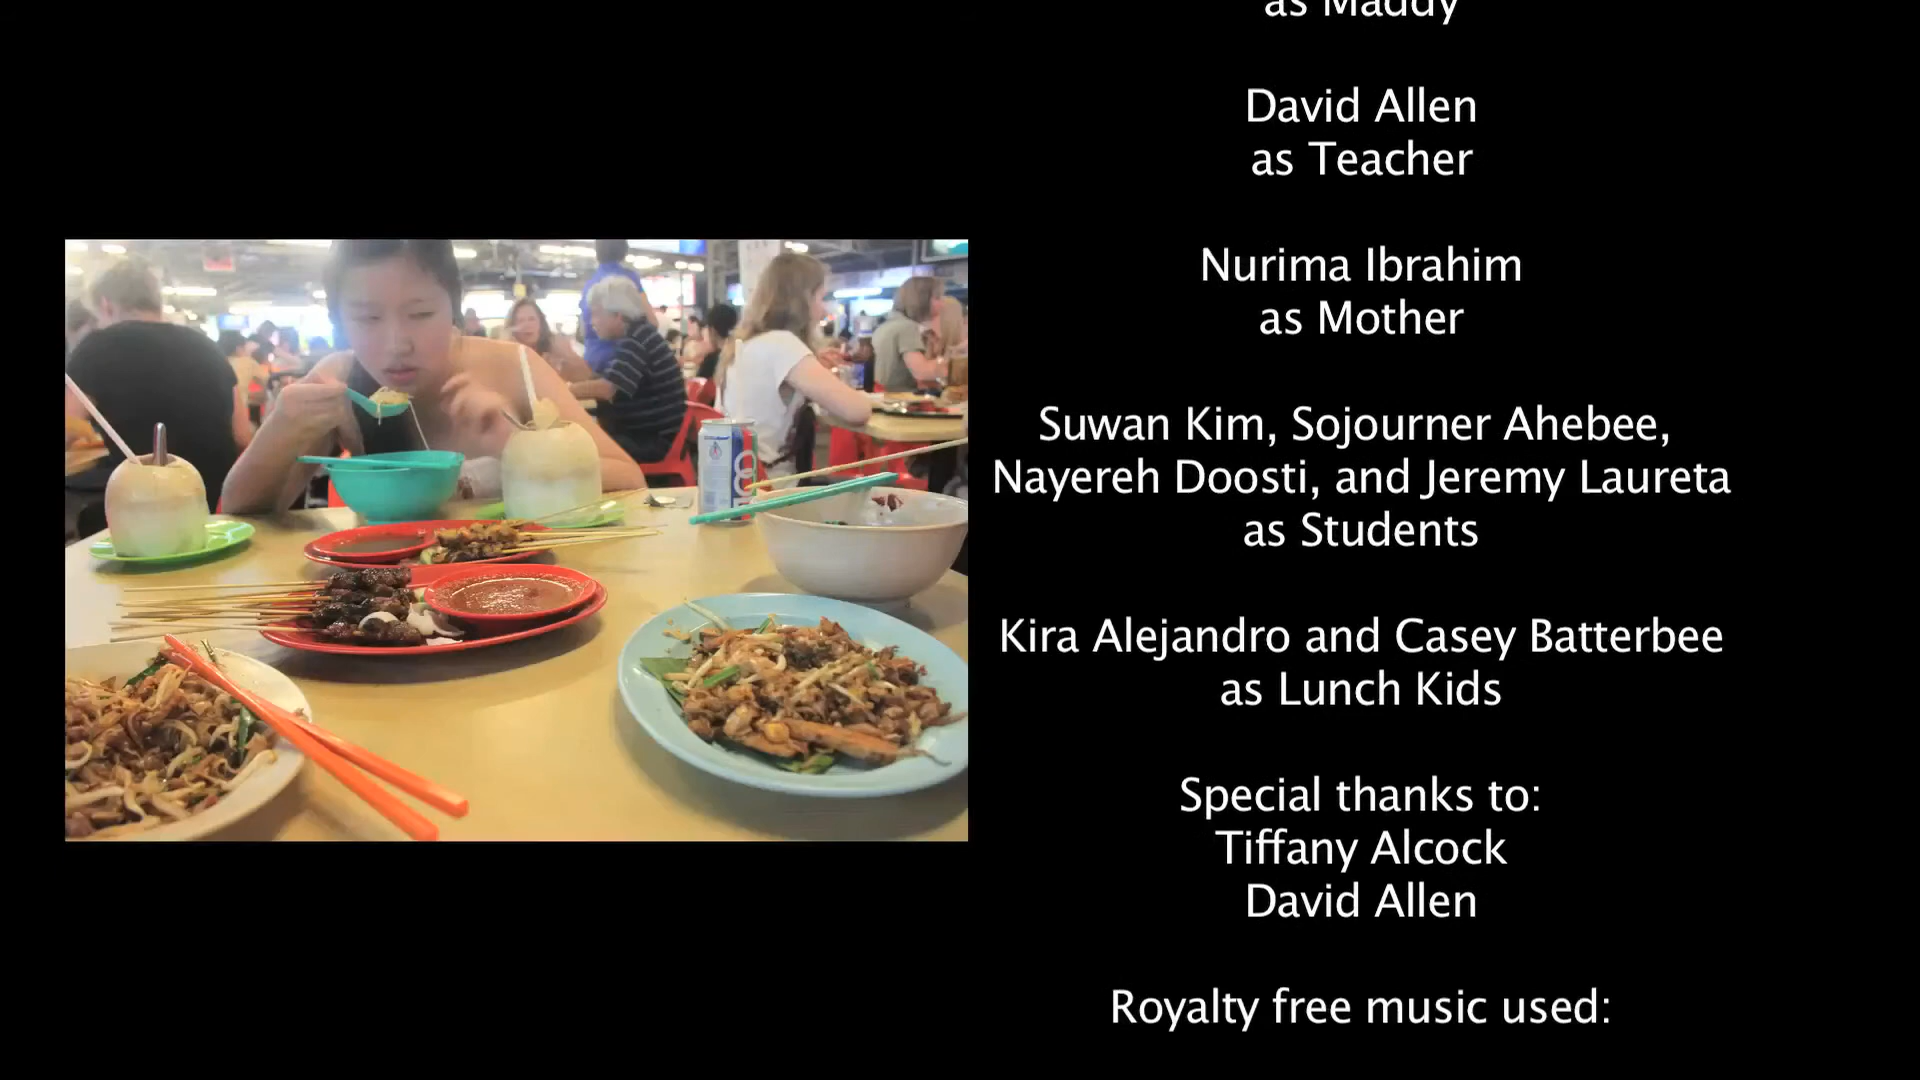 as Maddy
David Allen
as Teacher
Nurima Ibrahim
as Mother
Suwan Kim, Sojourner Ahebee,
Nayereh Doosti, and Jeremy Laureta
as Students
Kira Alejandro and Casey Batterbee
as Lunch Kids
Special thanks to:
Tiffany Alcock
David Allen
Royalty free music used: